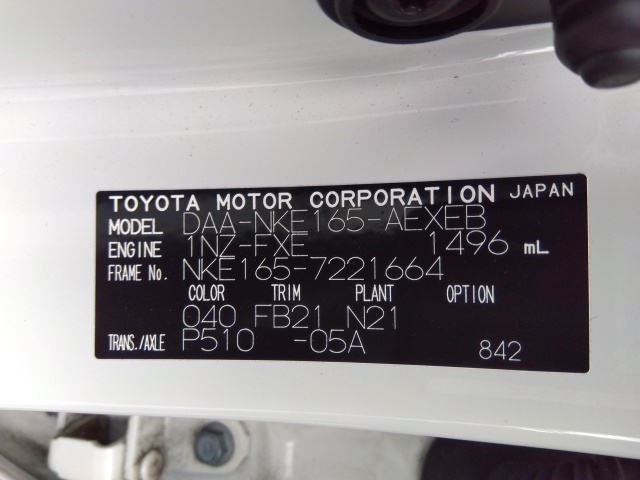 TOYOTA MOTOR CORPORATION JAPAN
MODEL DAA-NKE165-AEXEB
ENGINE 1NZ-FXE 1496 mL
FRAME No. NKE165-7221664
COLOR TRIM PLANT OPTION
040 FB21 N21
TRANS./AXLE P510 -05A 842